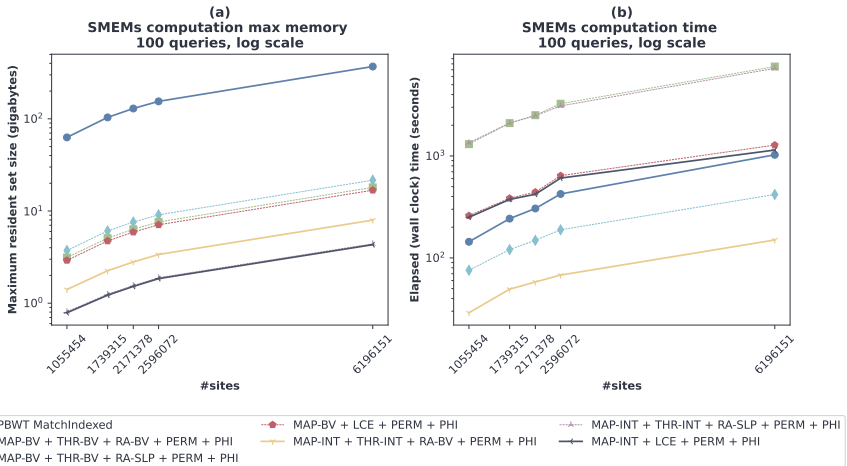 (a)
SMEMs computation max memory
100 queries, log scale
Maximum resident set size (gigabytes)
10²
10¹
10⁰
1055454
1739315
2171378
2596072
6196151
#sites
(b)
SMEMs computation time
100 queries, log scale
Elapsed (wall clock) time (seconds)
10³
10²
1055454
1739315
2171378
2596072
6196151
#sites
PBWT MatchIndexed
MAP-BV + THR-BV + RA-BV + PERM + PHI
MAP-BV + THR-BV + RA-SLP + PERM + PHI
MAP-BV + LCE + PERM + PHI
MAP-INT + THR-INT + RA-BV + PERM + PHI
MAP-INT + THR-INT + RA-SLP + PERM + PHI
MAP-INT + LCE + PERM + PHI